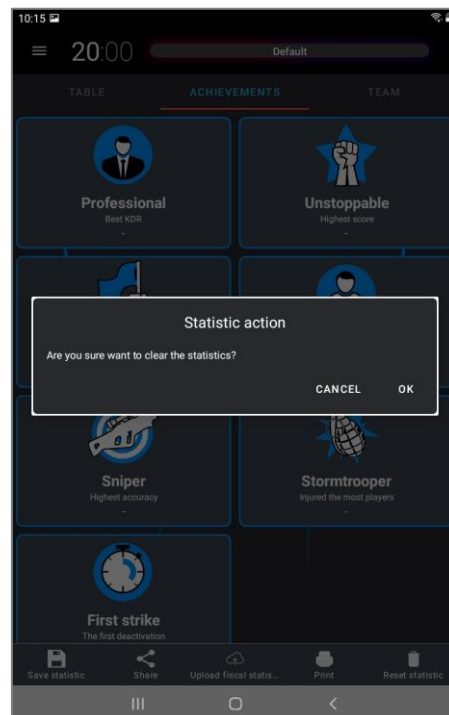 10:15
20:00
Default
TABLE
ACHIEVEMENTS
TEAM
Professional
Best KDR
-
Unstoppable
Highest score
-
Statistic action
Are you sure want to clear the statistics?
CANCEL
OK
Sniper
Highest accuracy
-
Stormtrooper
Injured the most players
-
First strike
The first deactivation
Save statistic
Share
Upload fiscal statis...
Print
Reset statistic